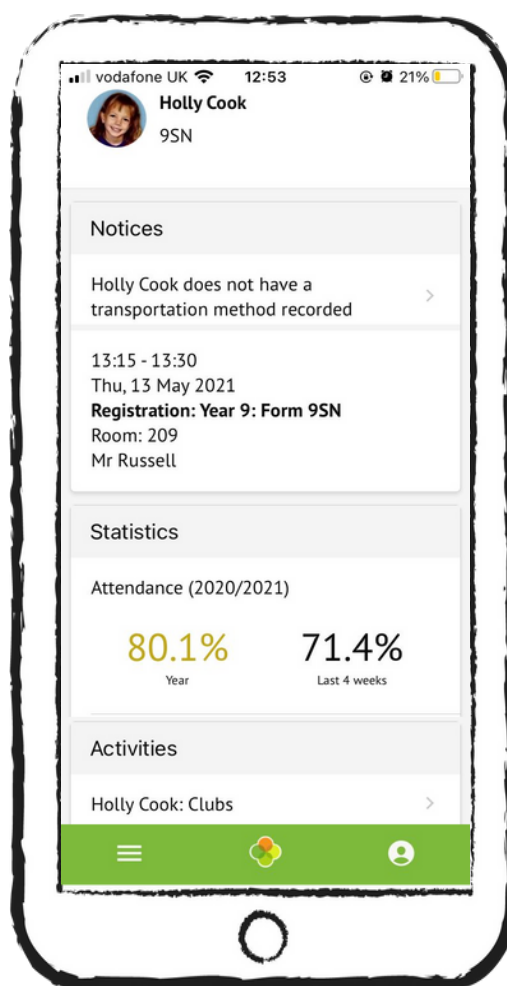 vodafone UK 12:53 21%
Holly Cook
9SN
Notices
Holly Cook does not have a
transportation method recorded
13:15 - 13:30
Thu, 13 May 2021
Registration: Year 9: Form 9SN
Room: 209
Mr Russell
Statistics
Attendance (2020/2021)
80.1% 71.4%
Year Last 4 weeks
Activities
Holly Cook: Clubs